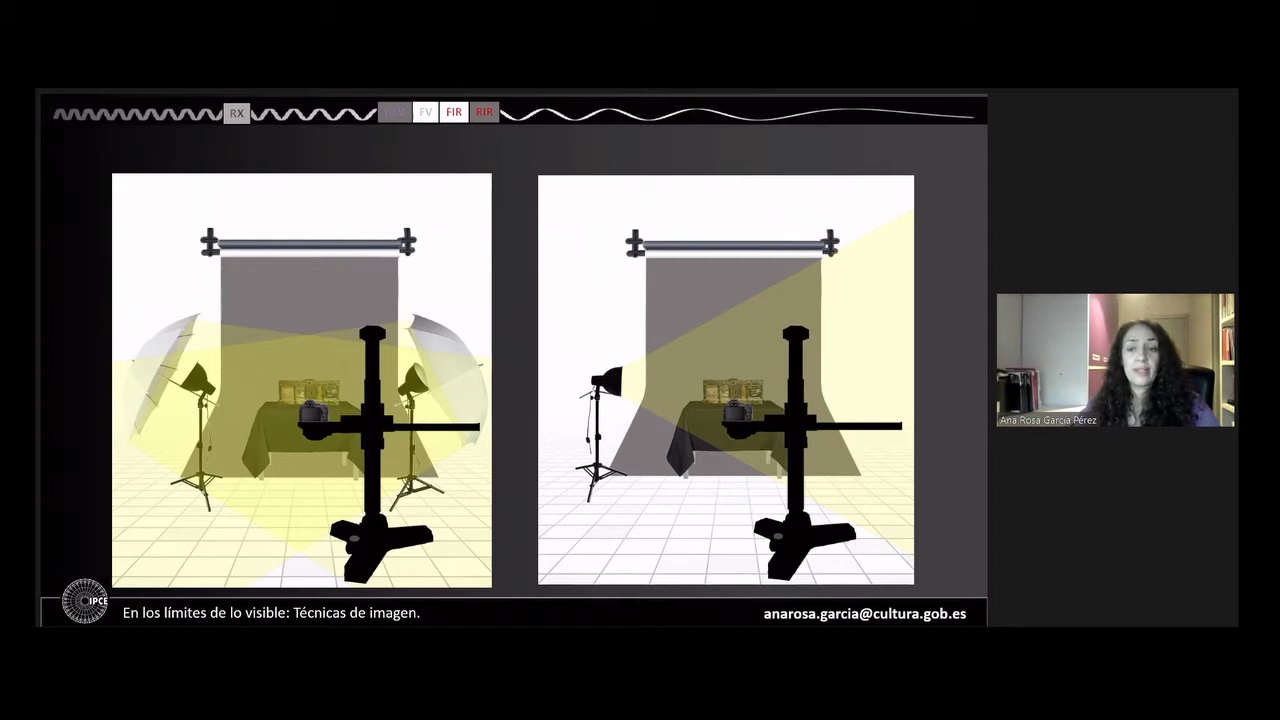 RX
FV
FIR
RIR
Ana Rosa García Pérez
IPCE
En los límites de lo visible: Técnicas de imagen.
anarosa.garcia@cultura.gob.es